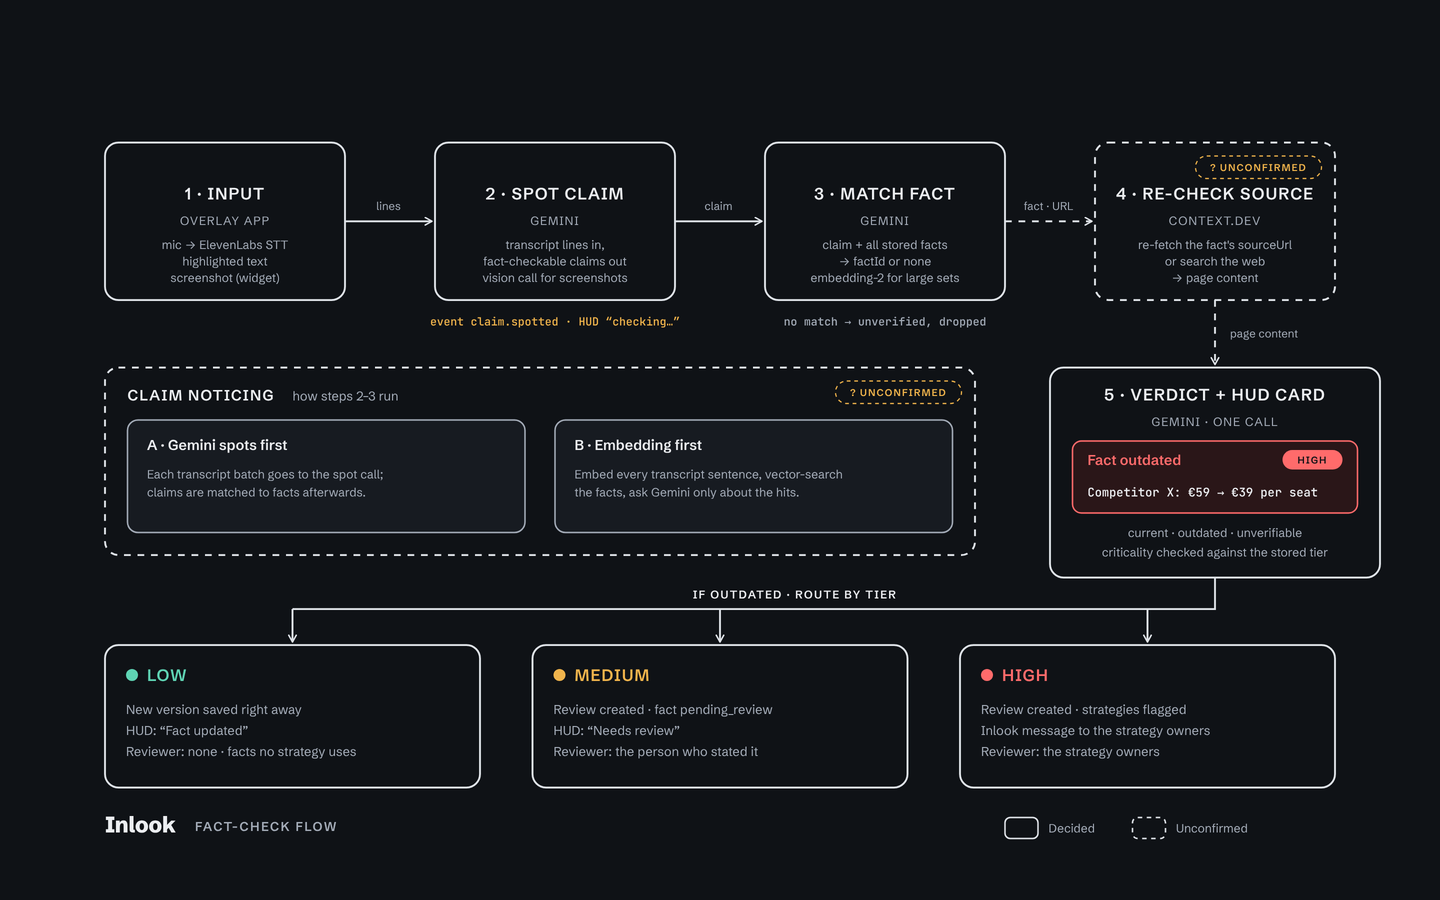 1 · INPUT
OVERLAY APP
mic → ElevenLabs STT
highlighted text
screenshot (widget)
lines
2 · SPOT CLAIM
GEMINI
transcript lines in,
fact-checkable claims out
vision call for screenshots
event claim.spotted · HUD “checking…”
claim
3 · MATCH FACT
GEMINI
claim + all stored facts
→ factId or none
embedding-2 for large sets
no match → unverified, dropped
fact · URL
? UNCONFIRMED
4 · RE-CHECK SOURCE
CONTEXT.DEV
re-fetch the fact's sourceUrl
or search the web
→ page content
page content
CLAIM NOTICING how steps 2–3 run
? UNCONFIRMED
A · Gemini spots first
Each transcript batch goes to the spot call;
claims are matched to facts afterwards.
B · Embedding first
Embed every transcript sentence, vector-search
the facts, ask Gemini only about the hits.
5 · VERDICT + HUD CARD
GEMINI · ONE CALL
Fact outdated HIGH
Competitor X: €59 → €39 per seat
current · outdated · unverifiable
criticality checked against the stored tier
IF OUTDATED · ROUTE BY TIER
LOW
New version saved right away
HUD: “Fact updated”
Reviewer: none · facts no strategy uses
MEDIUM
Review created · fact pending_review
HUD: “Needs review”
Reviewer: the person who stated it
HIGH
Review created · strategies flagged
Inlook message to the strategy owners
Reviewer: the strategy owners
Inlook FACT-CHECK FLOW
Decided
Unconfirmed